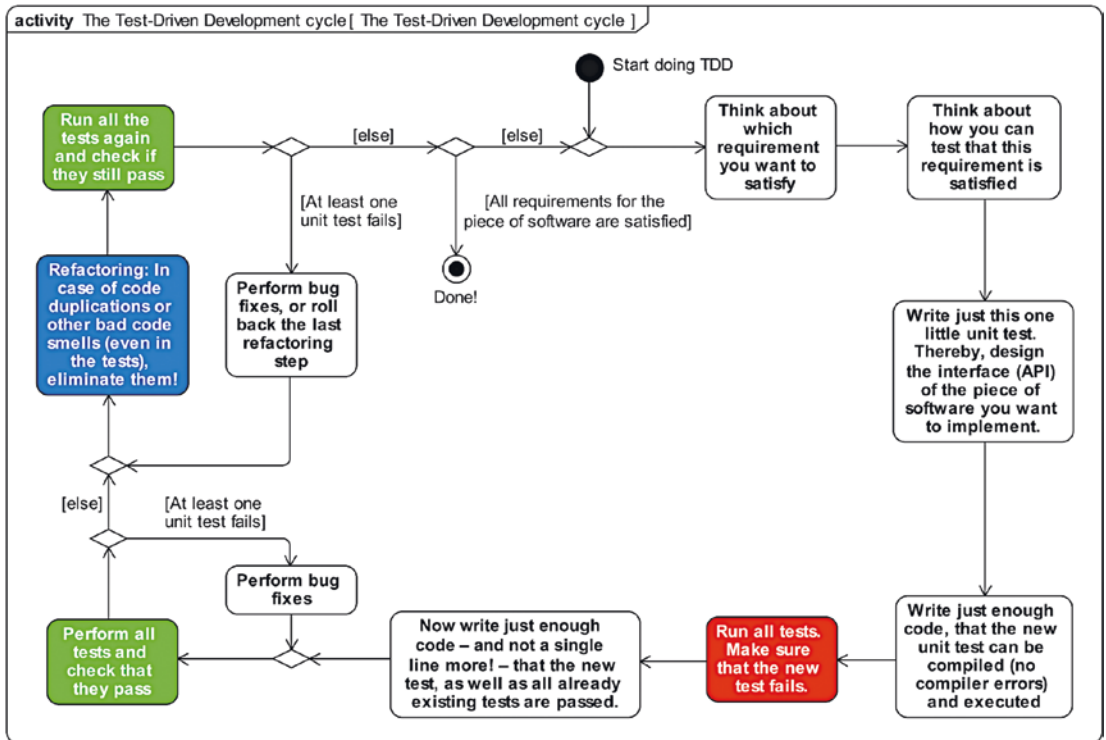 activity The Test-Driven Development cycle [ The Test-Driven Development cycle ]
Start doing TDD
Think about
which
requirement
you want to
satisfy
Think about
how you can
test that this
requirement is
satisfied
Write just this one
little unit test.
Thereby, design
the interface (API)
of the piece of
software you want
to implement.
Write just enough
code, that the new
unit test can be
compiled (no
compiler errors)
and executed
Run all tests.
Make sure
that the new
test fails.
Now write just enough
code – and not a single
line more! – that the new
test, as well as all already
existing tests are passed.
Perform all
tests and
check that
they pass
[At least one
unit test fails]
Perform bug
fixes
[else]
Refactoring: In
case of code
duplications or
other bad code
smells (even in
the tests),
eliminate them!
Run all the
tests again
and check if
they still pass
[At least one
unit test fails]
Perform bug
fixes, or roll
back the last
refactoring
step
[else]
[All requirements for the
piece of software are satisfied]
Done!
[else]